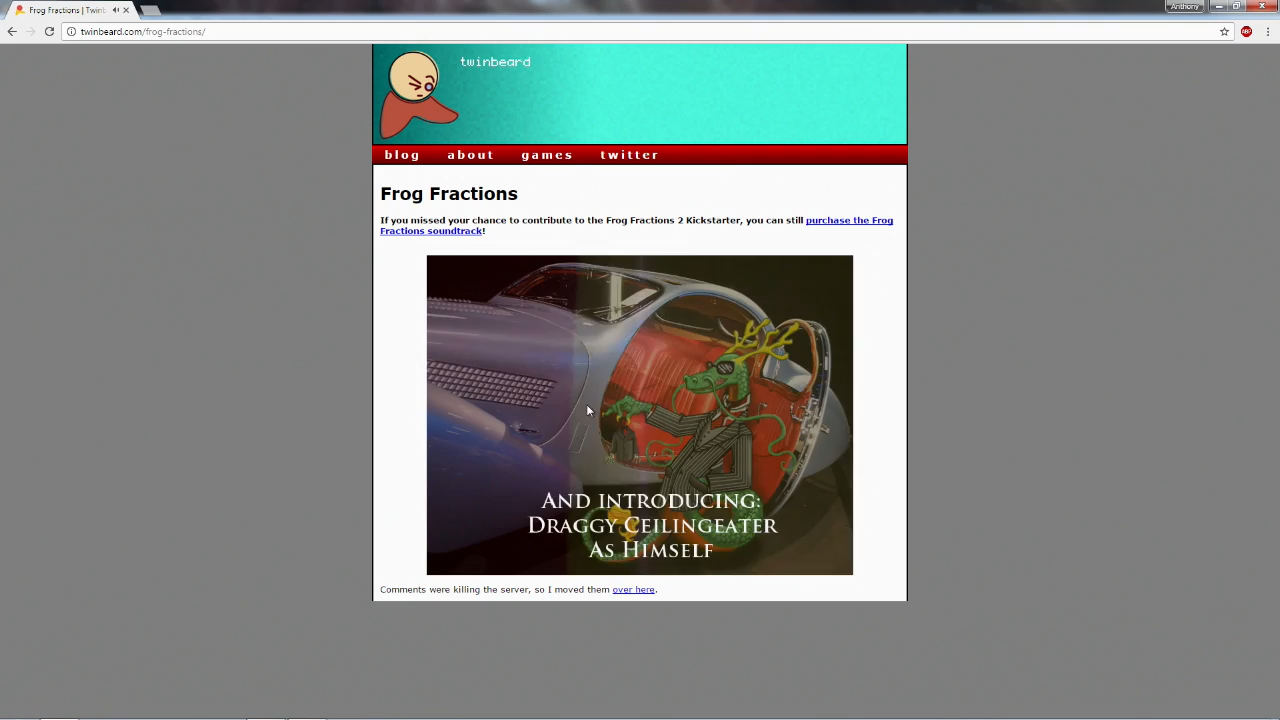 Frog Fractions | Twinb
Anthony
twinbeard.com/frog-fractions/
ABP
twinbeard
blog about games twitter
Frog Fractions
If you missed your chance to contribute to the Frog Fractions 2 Kickstarter, you can still purchase the Frog
Fractions soundtrack!
And introducing:
Draggy Ceilingeater
As Himself
Comments were killing the server, so I moved them over here.